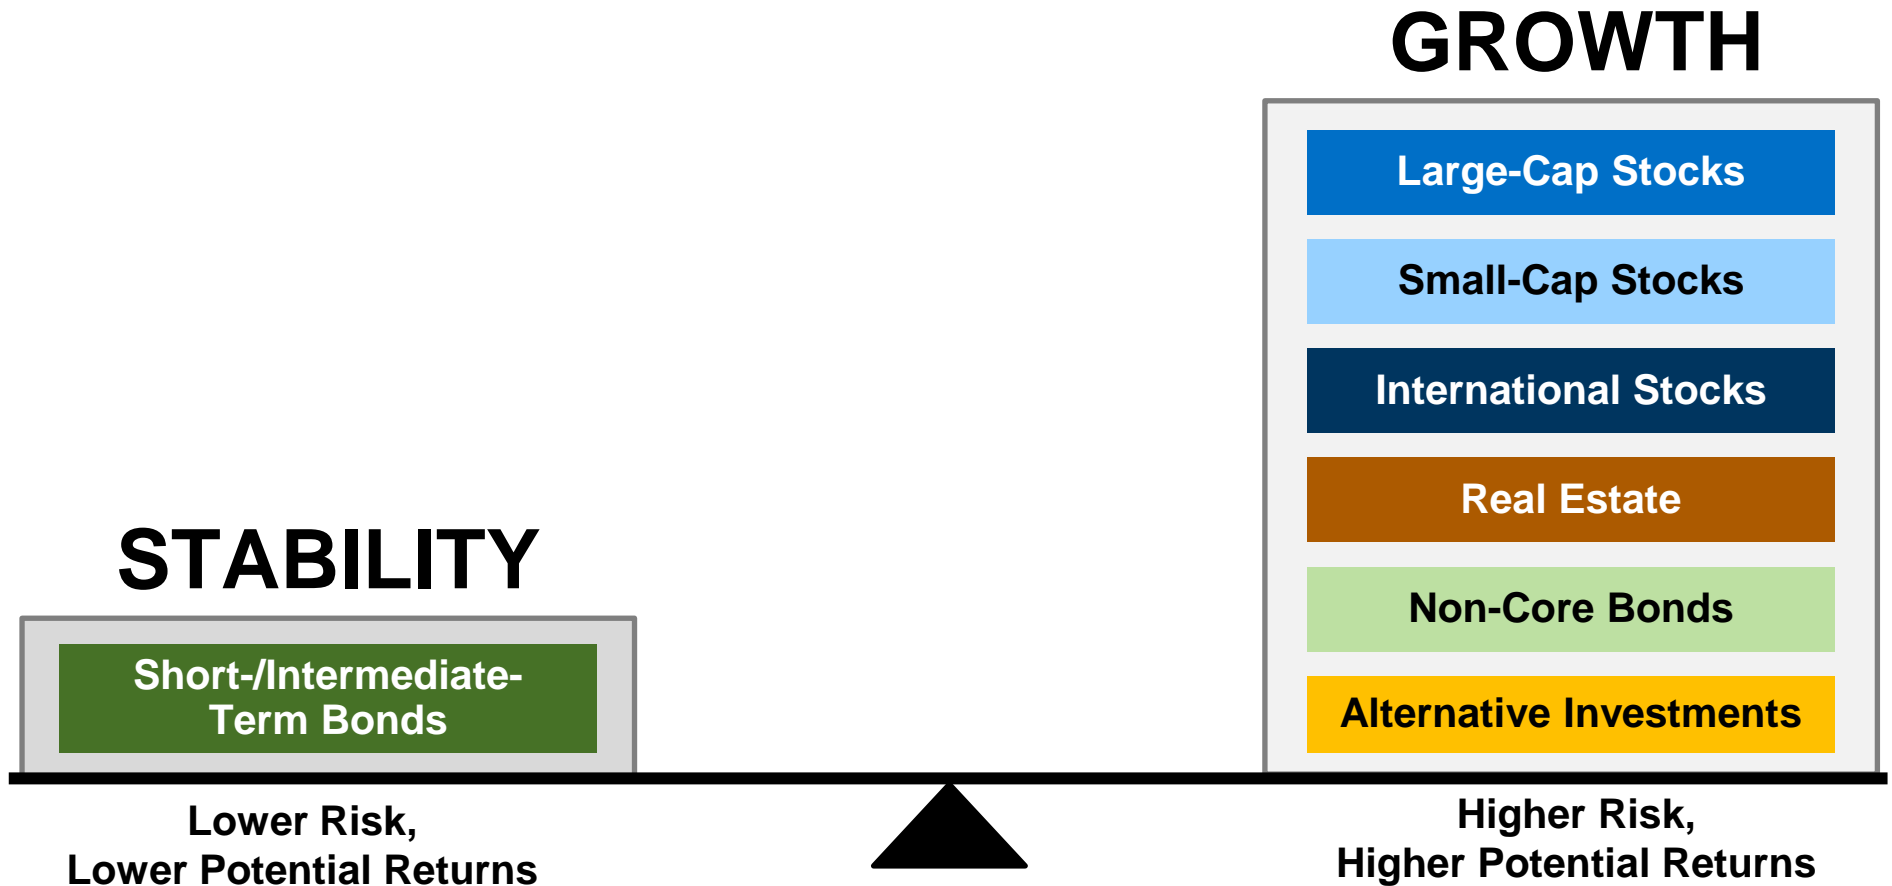 GROWTH
Large-Cap Stocks
Small-Cap Stocks
International Stocks
Real Estate
Non-Core Bonds
Alternative Investments
Higher Risk,
Higher Potential Returns
STABILITY
Short-/Intermediate-
Term Bonds
Lower Risk,
Lower Potential Returns